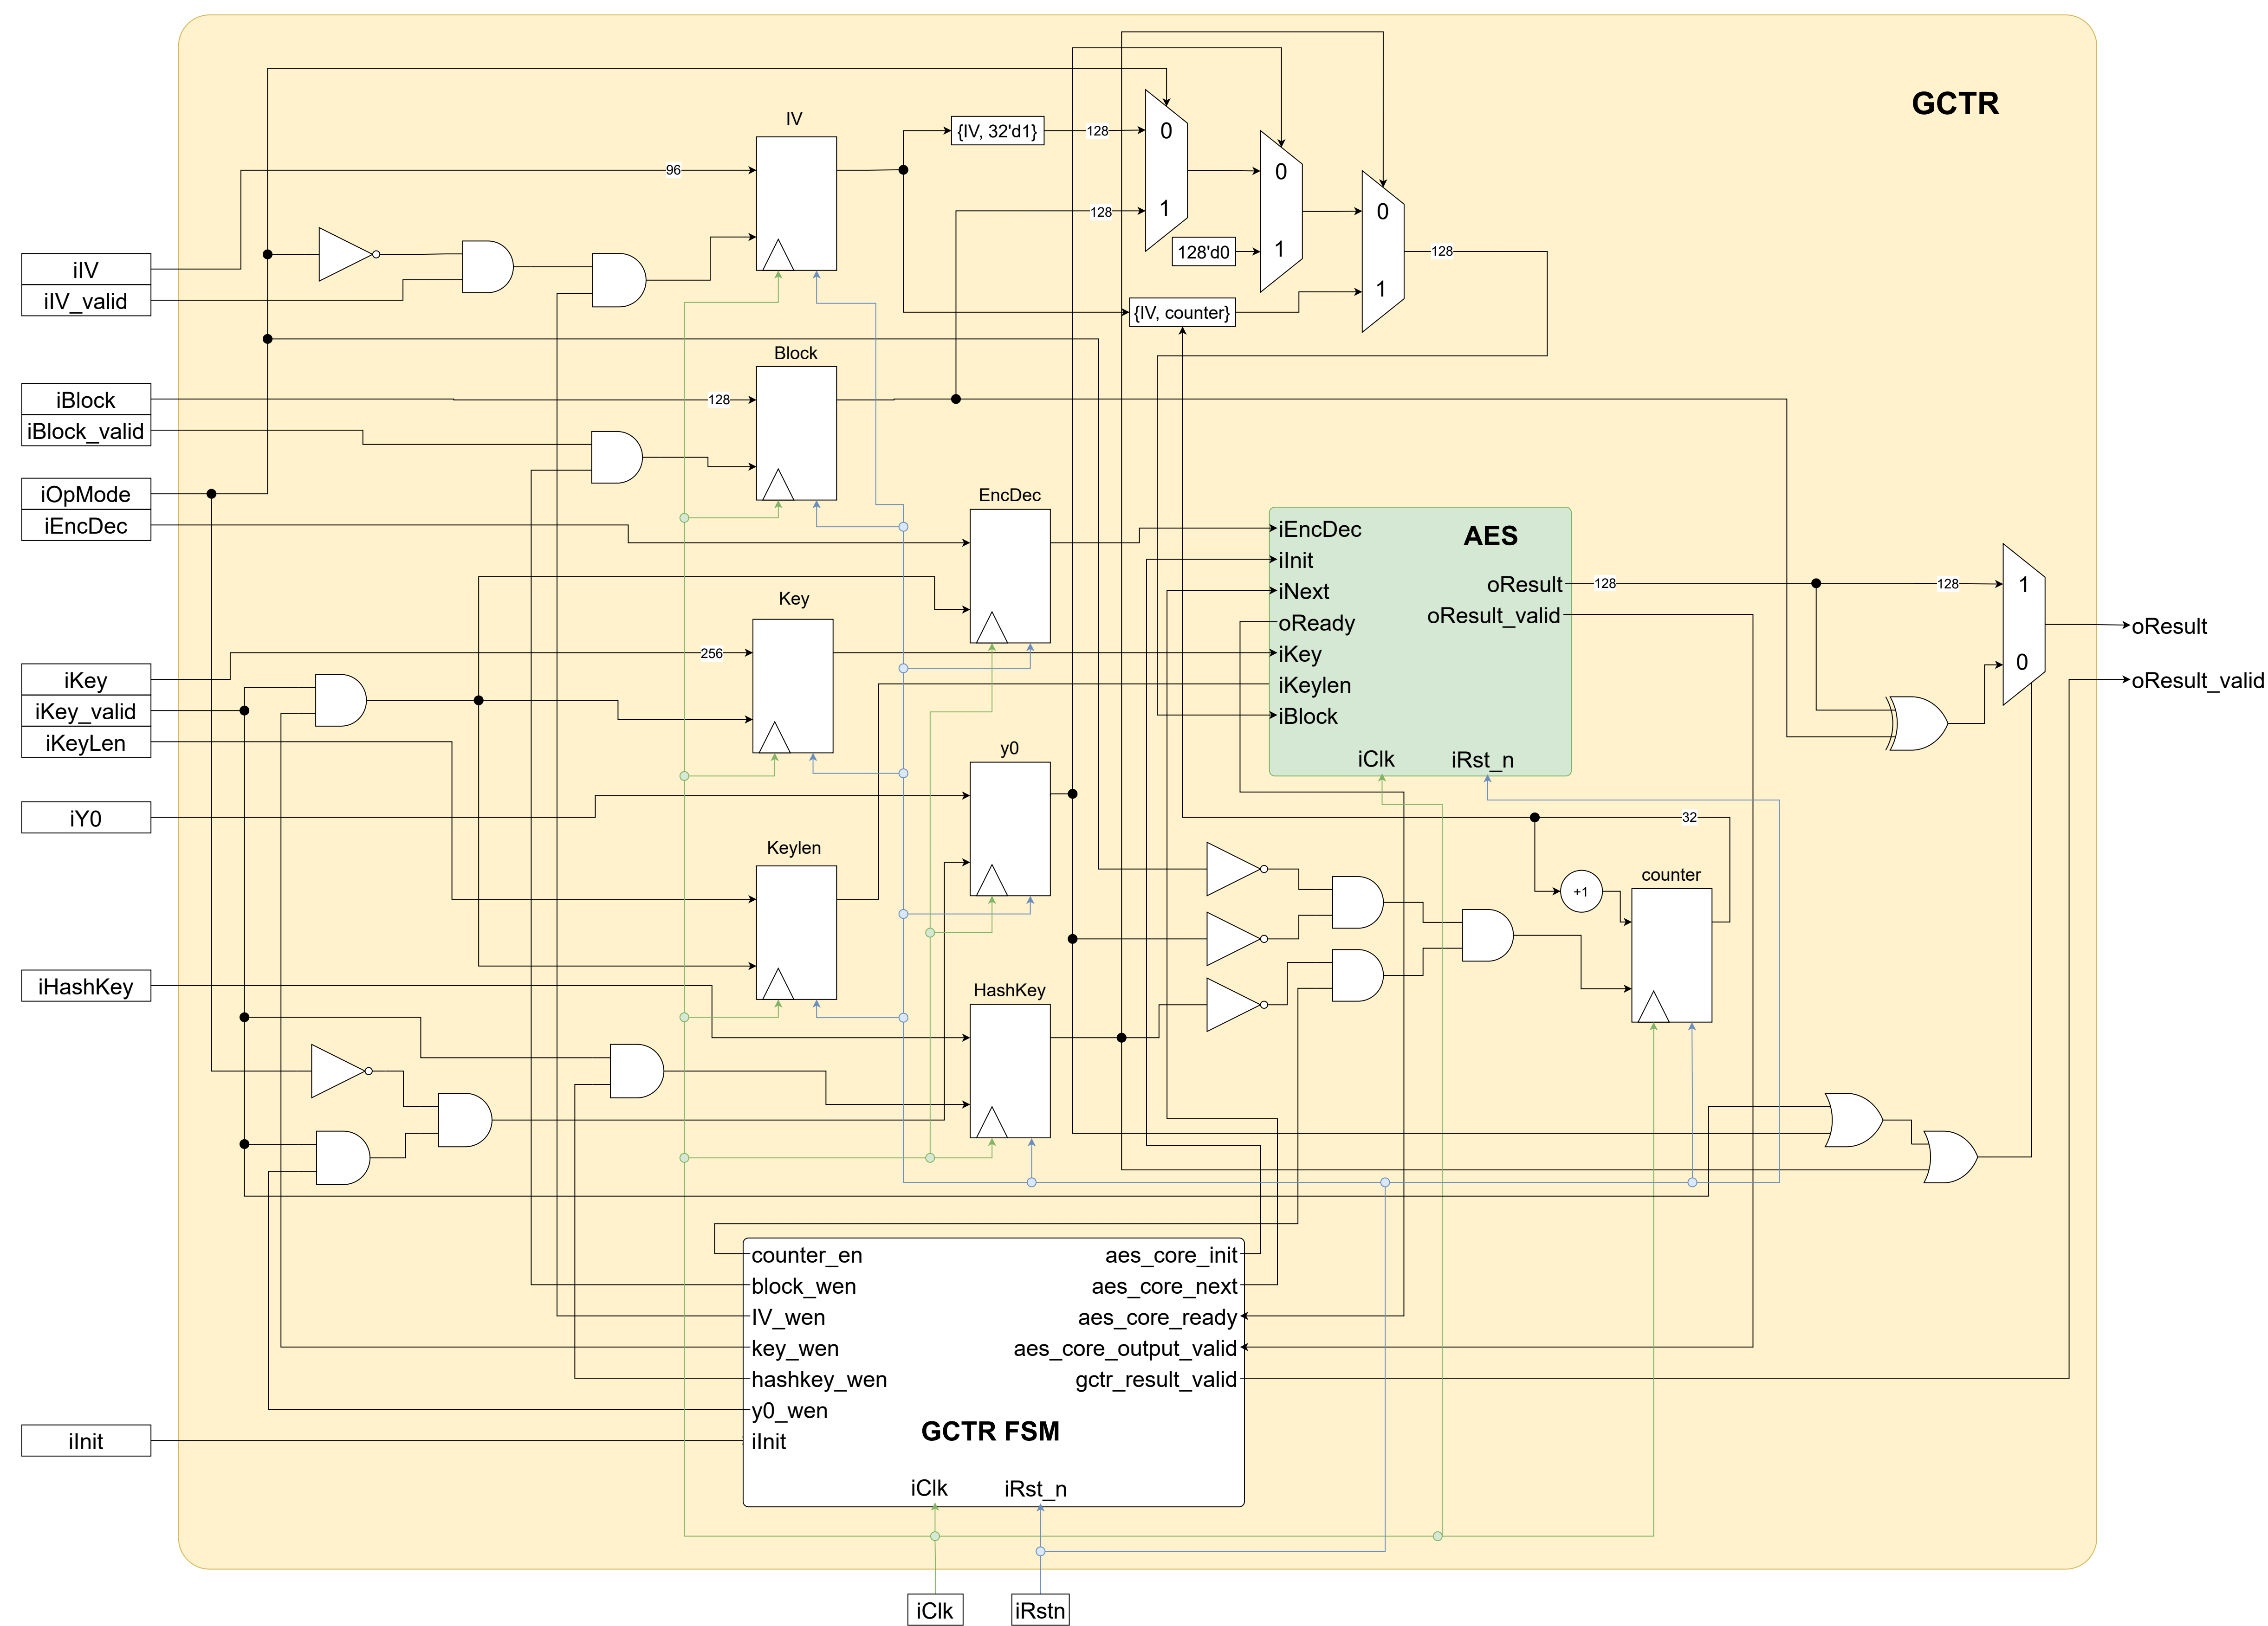 GCTR
IV
{IV, 32'd1}
128
0
96
0
1
128
0
128'd0
1
128
iIV
1
iIV_valid
{IV, counter}
Block
iBlock
128
iBlock_valid
iOpMode
EncDec
iEncDec
iEncDec
AES
iInit
oResult
128
128
1
iNext
Key
oReady
oResult_valid
oResult
256
iKey
0
iKey
iKeylen
oResult_valid
iKey_valid
iBlock
iKeyLen
y0
iClk
iRst_n
iY0
32
Keylen
counter
+1
iHashKey
HashKey
counter_en
aes_core_init
block_wen
aes_core_next
IV_wen
aes_core_ready
key_wen
aes_core_output_valid
hashkey_wen
gctr_result_valid
y0_wen
GCTR FSM
iInit
iInit
iClk
iRst_n
iClk
iRstn